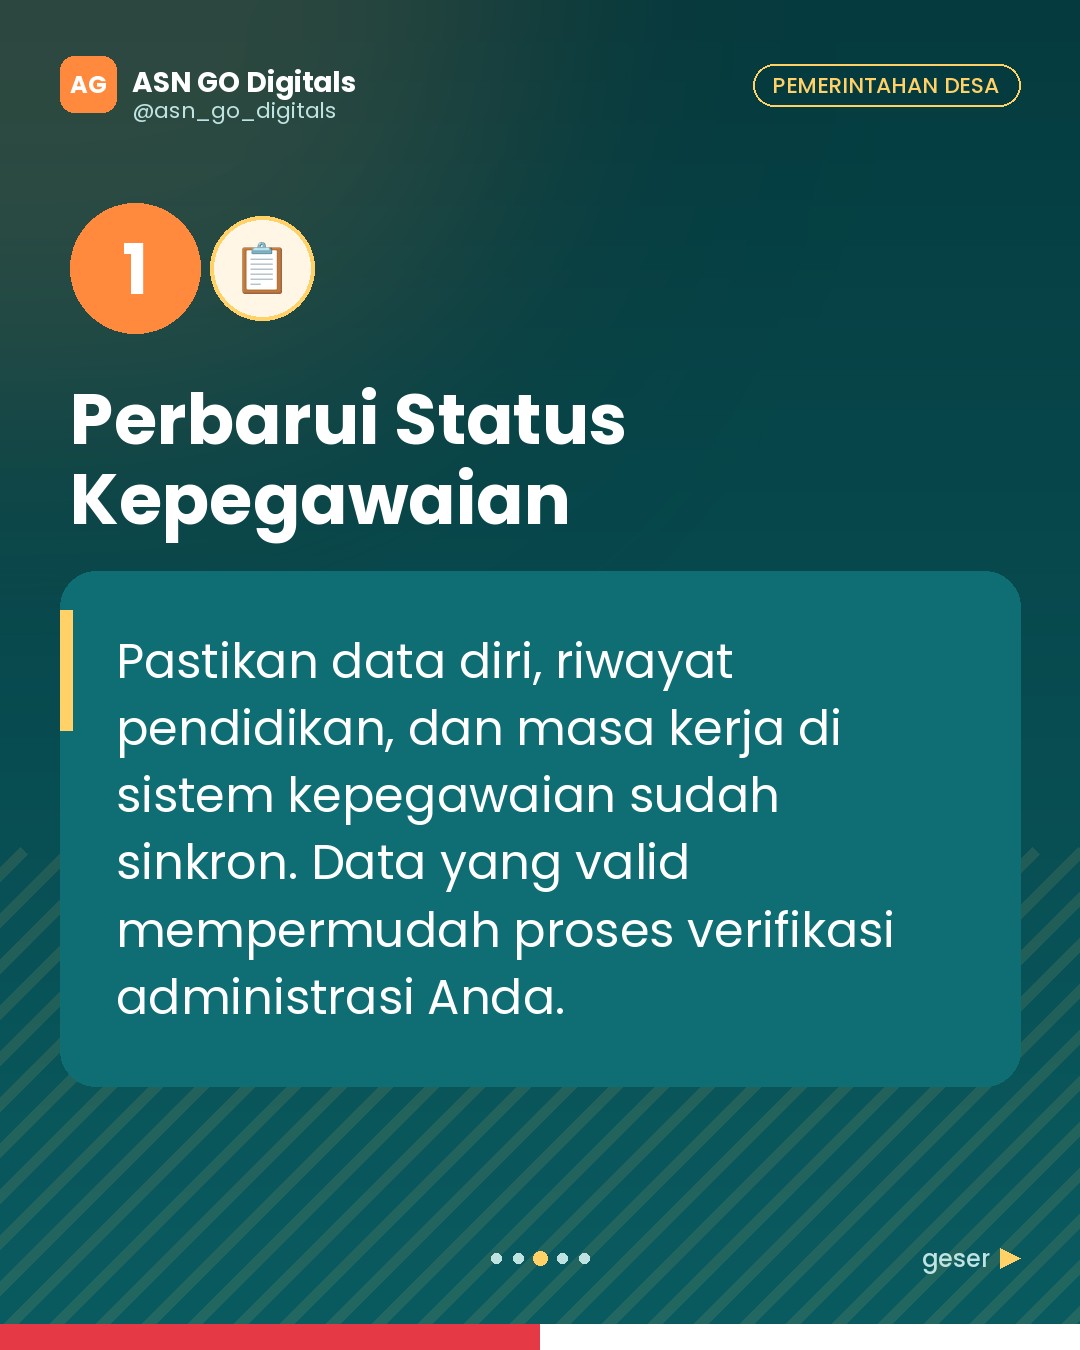 AG
ASN GO Digitals
@asn_go_digitals
PEMERINTAHAN DESA
1
Perbarui Status
Kepegawaian
Pastikan data diri, riwayat
pendidikan, dan masa kerja di
sistem kepegawaian sudah
sinkron. Data yang valid
mempermudah proses verifikasi
administrasi Anda.
geser